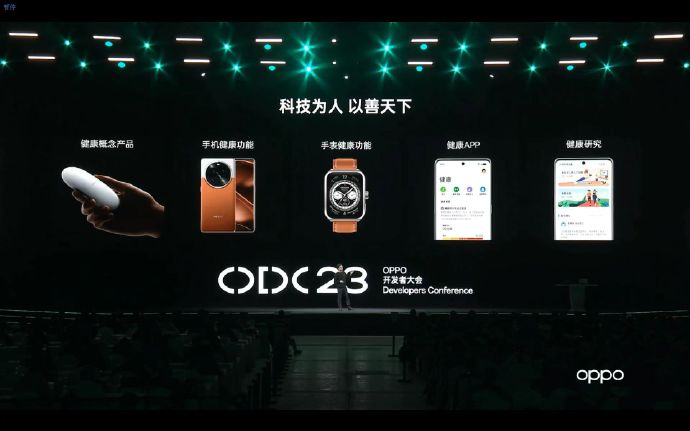 暂停
科技为人 以善天下
健康概念产品
手机健康功能
手表健康功能
健康APP
健康研究
健康
ODC23
OPPO
开发者大会
Developers Conference
oppo